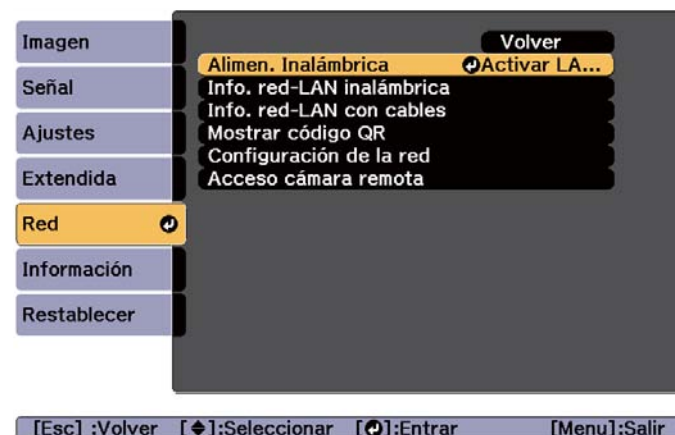 Imagen
Señal
Ajustes
Extendida
Red
Información
Restablecer
Volver
Alimen. Inalámbrica Activar LA...
Info. red-LAN inalámbrica
Info. red-LAN con cables
Mostrar código QR
Configuración de la red
Acceso cámara remota
[Esc] :Volver [◆]:Seleccionar [↵]:Entrar [Menu]:Salir